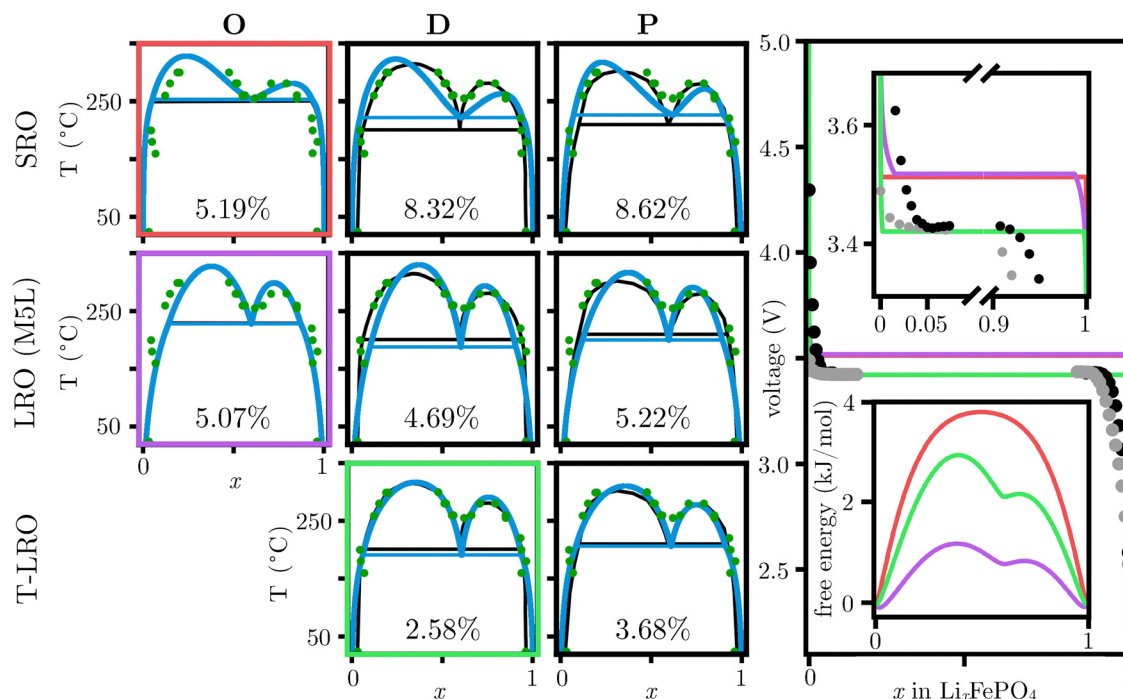 O D P
SRO
T (°C)
250
50
5.19%
8.32%
8.62%
LRO (M5L)
T (°C)
250
50
5.07%
4.69%
5.22%
0 1
x
T-LRO
T (°C)
250
50
2.58%
3.68%
0 1
x
0 1
x
voltage (V)
5.0
4.5
4.0
3.0
2.5
0
x in LixFePO4
3.6
3.4
0 0.05 0.9 1
free energy (kJ/mol)
4
2
0
0 1